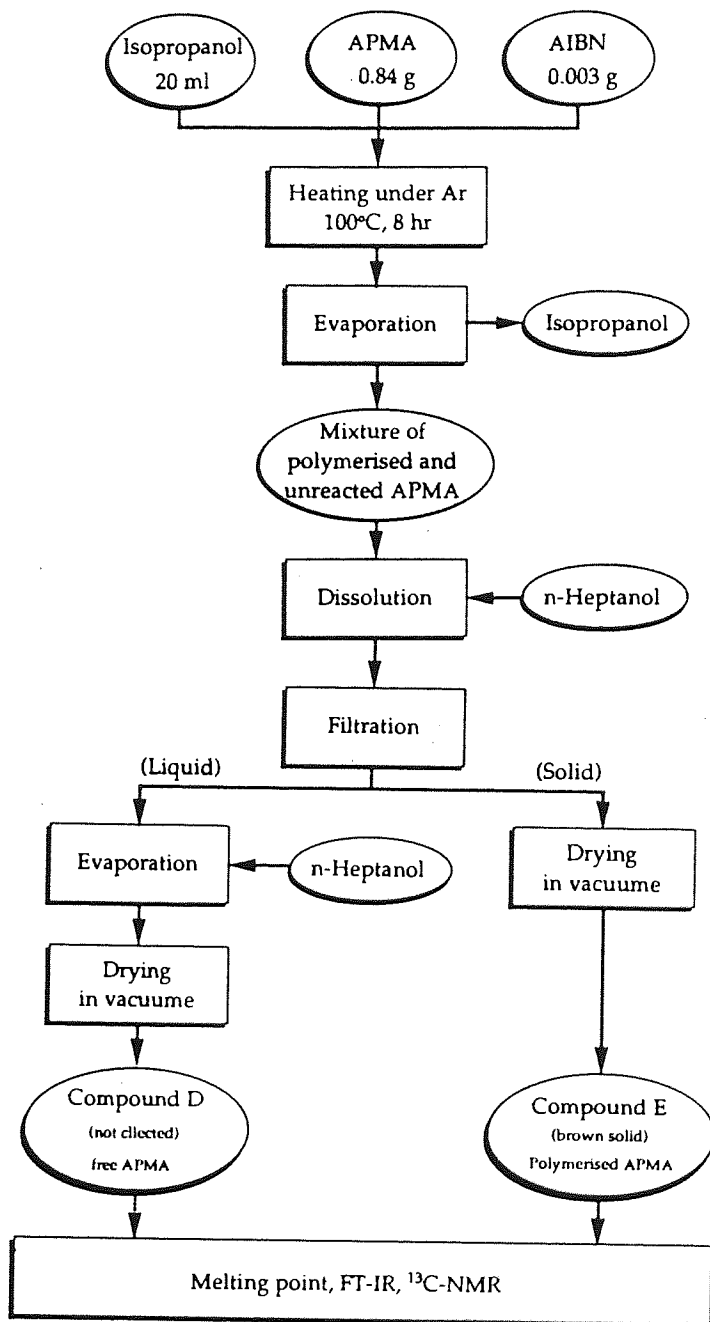 Isopropanol
20 ml
APMA
0.84 g
AIBN
0.003 g
Heating under Ar
100°C, 8 hr
Evaporation
Isopropanol
Mixture of
polymerised and
unreacted APMA
Dissolution
n-Heptanol
Filtration
(Liquid)
(Solid)
Evaporation
n-Heptanol
Drying
in vacuume
Drying
in vacuume
Compound D
(not cllected)
free APMA
Compound E
(brown solid)
Polymerised APMA
Melting point, FT-IR, ¹³C-NMR